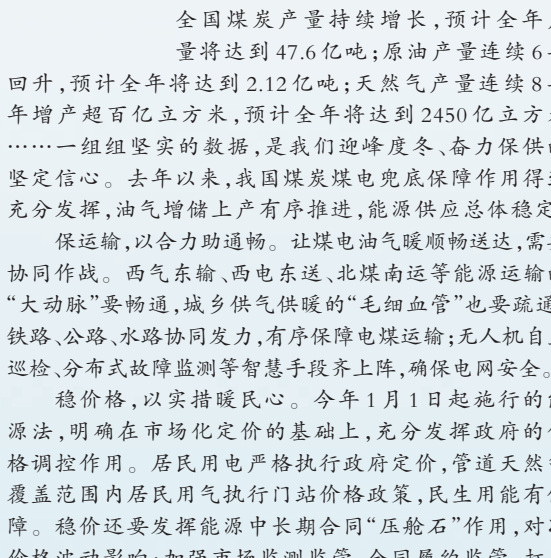 全国煤炭产量持续增长，预计全年
量将达到47.6亿吨；原油产量连续6
回升，预计全年将达到2.12亿吨；天然气产量连续8
年增产超百亿立方米，预计全年将达到2450亿立方
……一组组坚实的数据，是我们迎峰度冬、奋力保供
坚定信心。去年以来，我国煤炭煤电兜底保障作用得
充分发挥，油气增储上产有序推进，能源供应总体稳定
保运输，以合力助通畅。让煤电油气暖顺畅送达，需
协同作战。西气东输、西电东送、北煤南运等能源运输
“大动脉”要畅通，城乡供气供暖的“毛细血管”也要疏通
铁路、公路、水路协同发力，有序保障电煤运输；无人机自
巡检、分布式故障监测等智慧手段齐上阵，确保电网安全。
稳价格，以实措暖民心。今年1月1日起施行的
源法，明确在市场化定价的基础上，充分发挥政府的
格调控作用。居民用电严格执行政府定价，管道天然
覆盖范围内居民用气执行门站价格政策，民生用能有
障。稳价还要发挥能源中长期合同“压舱石”作用，对